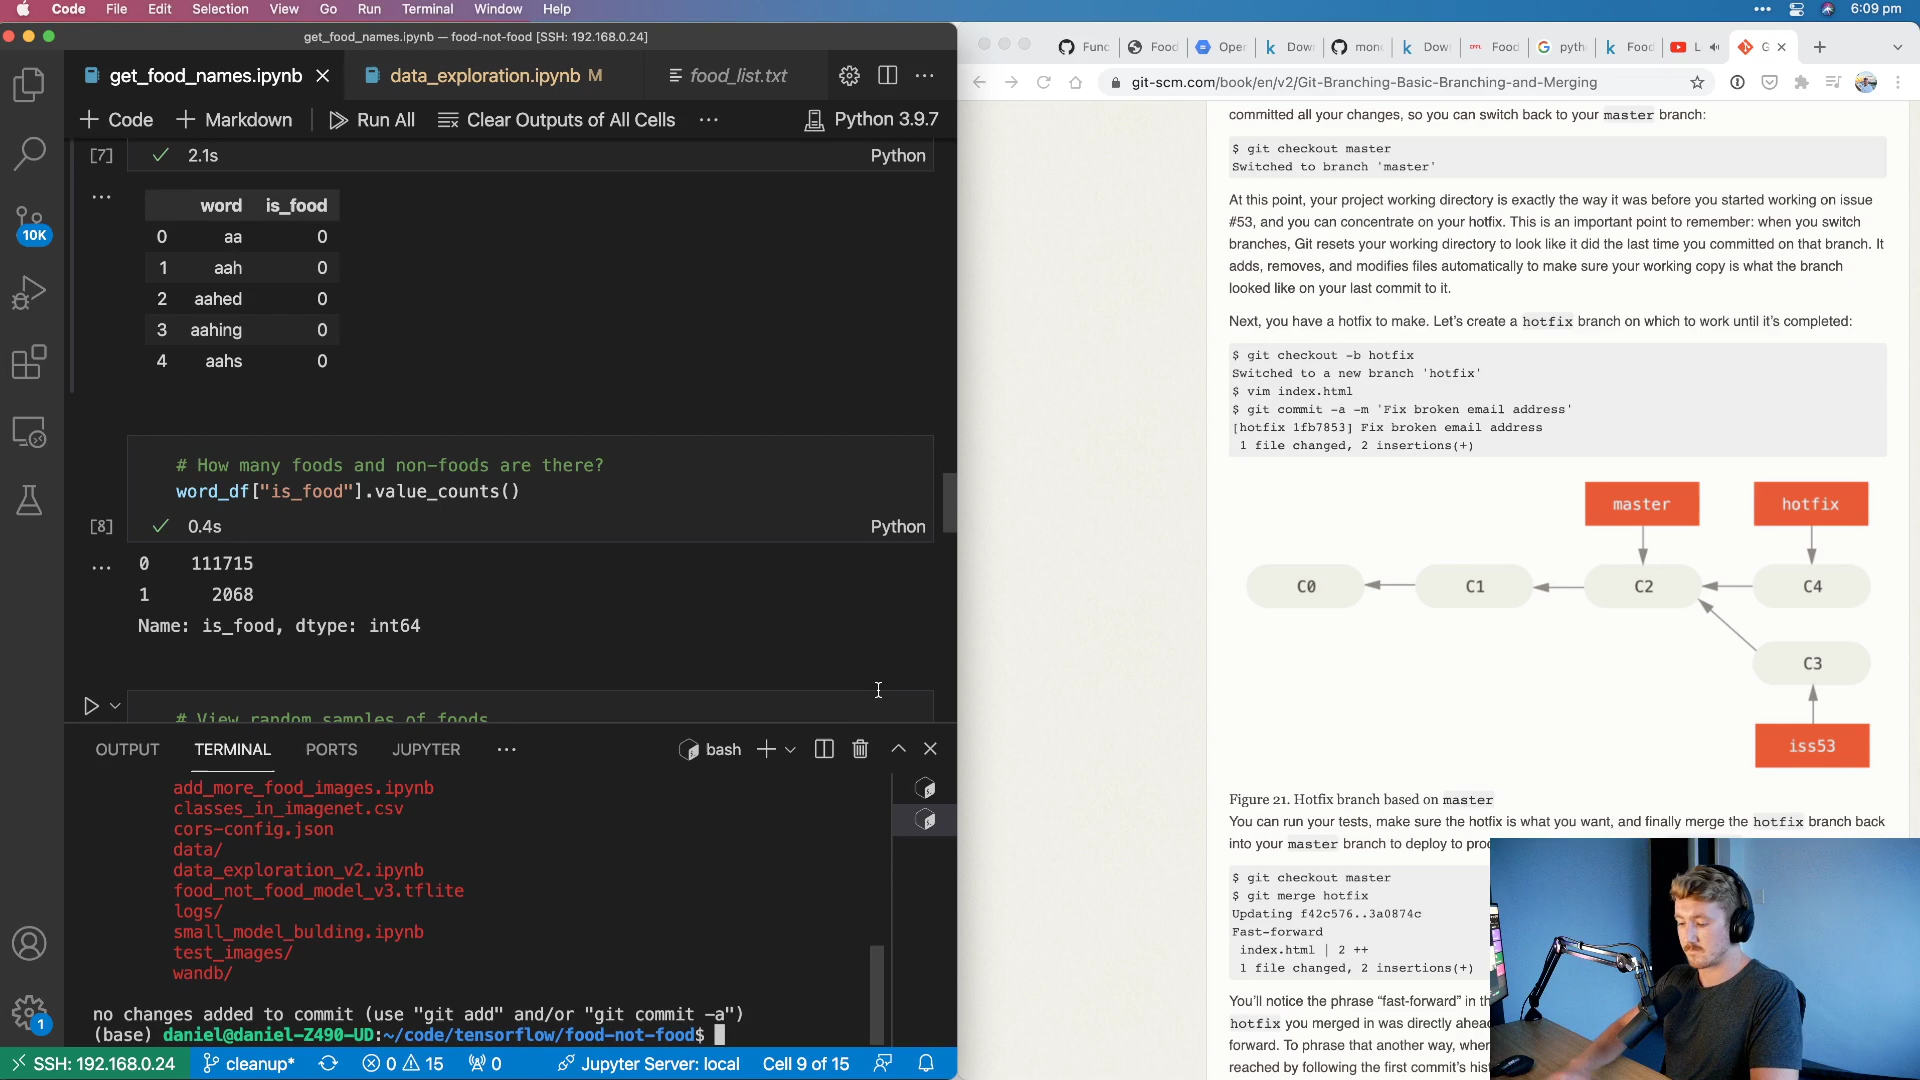 Code File Edit Selection View Go Run Terminal Window Help
6:09 pm
get_food_names.ipynb — food-not-food [SSH: 192.168.0.24]
get_food_names.ipynb
data_exploration.ipynb M
food_list.txt
Code
Markdown
Run All
Clear Outputs of All Cells
Python 3.9.7
10K
1
[7]
2.1s
Python
word is_food
0 aa 0
1 aah 0
2 aahed 0
3 aahing 0
4 aahs 0
# How many foods and non-foods are there?
word_df["is_food"].value_counts()
[8]
0.4s
Python
0 111715
1 2068
Name: is_food, dtype: int64
# View random samples of foods
OUTPUT TERMINAL PORTS JUPYTER
bash
add_more_food_images.ipynb
classes_in_imagenet.csv
cors-config.json
data/
data_exploration_v2.ipynb
food_not_food_model_v3.tflite
logs/
small_model_bulding.ipynb
test_images/
wandb/
no changes added to commit (use "git add" and/or "git commit -a")
(base) daniel@daniel-Z490-UD:~/code/tensorflow/food-not-food$
SSH: 192.168.0.24
cleanup*
0 15
0
Jupyter Server: local
Cell 9 of 15
Func
Food
Oper
Dow
mon
Dow
Food
pyth
Food
L
G
git-scm.com/book/en/v2/Git-Branching-Basic-Branching-and-Merging
committed all your changes, so you can switch back to your master branch:
$ git checkout master
Switched to branch 'master'
At this point, your project working directory is exactly the way it was before you started working on issue
#53, and you can concentrate on your hotfix. This is an important point to remember: when you switch
branches, Git resets your working directory to look like it did the last time you committed on that branch. It
adds, removes, and modifies files automatically to make sure your working copy is what the branch
looked like on your last commit to it.
Next, you have a hotfix to make. Let's create a hotfix branch on which to work until it's completed:
$ git checkout -b hotfix
Switched to a new branch 'hotfix'
$ vim index.html
$ git commit -a -m 'Fix broken email address'
[hotfix 1fb7853] Fix broken email address
1 file changed, 2 insertions(+)
master hotfix
C0 C1 C2 C4
C3
iss53
Figure 21. Hotfix branch based on master
You can run your tests, make sure the hotfix is what you want, and finally merge the hotfix branch back
into your master branch to deploy to
$ git checkout master
$ git merge hotfix
Updating f42c576..3a0874c
Fast-forward
index.html | 2 ++
1 file changed, 2 insertions(+)
You'll notice the phrase "fast-forward" in
hotfix you merged in was directly
forward. To phrase that another way,
reached by following the first commit's